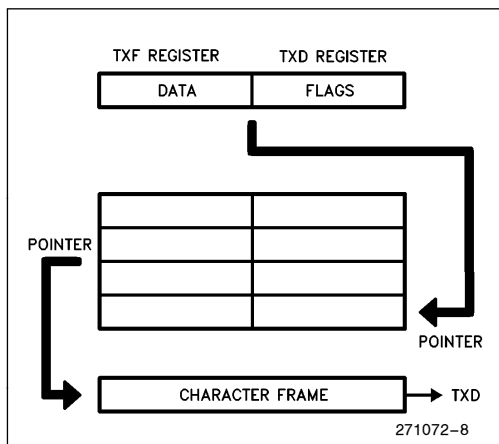 TXF REGISTER TXD REGISTER
DATA FLAGS
POINTER
POINTER
CHARACTER FRAME TXD
271072-8